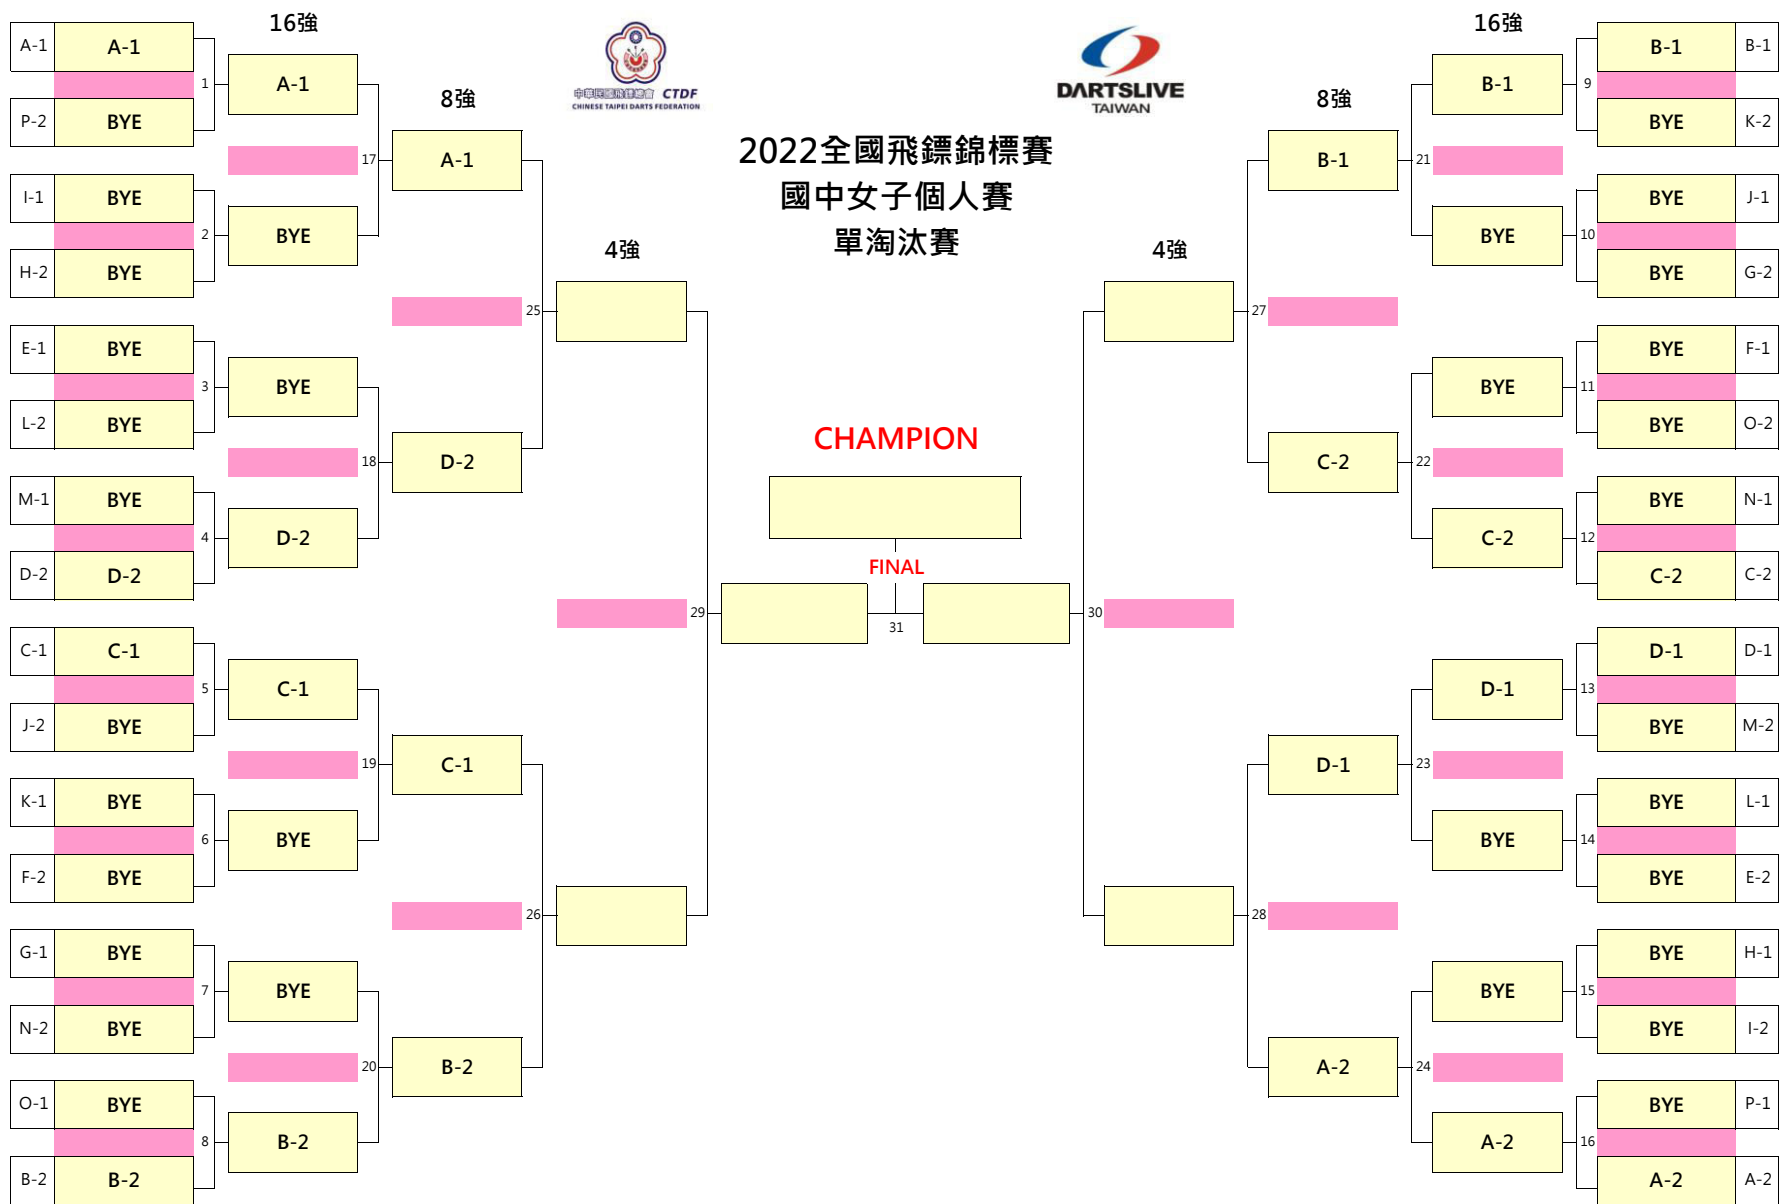 16強
16強
A-1 A-1
1
P-2 BYE
A-1
17
I-1 BYE
2
H-2 BYE
BYE
E-1 BYE
3
L-2 BYE
BYE
18
M-1 BYE
4
D-2 D-2
D-2
C-1 C-1
5
J-2 BYE
C-1
19
K-1 BYE
6
F-2 BYE
BYE
G-1 BYE
7
N-2 BYE
BYE
20
O-1 BYE
8
B-2 B-2
B-2
8強
A-1
25
D-2
C-1
26
B-2
4強
29
中華民國飛鏢總會 CTDF
CHINESE TAIPEI DARTS FEDERATION
DARTSLIVE
TAIWAN
2022全國飛鏢錦標賽
國中女子個人賽
單淘汰賽
CHAMPION
FINAL
31
4強
30
8強
B-1
27
C-2
D-1
28
A-2
B-1
21
BYE
BYE
22
C-2
D-1
23
BYE
BYE
24
A-2
B-1 B-1
9
BYE K-2
BYE J-1
10
BYE G-2
BYE F-1
11
BYE O-2
BYE N-1
12
C-2 C-2
D-1 D-1
13
BYE M-2
BYE L-1
14
BYE E-2
BYE H-1
15
BYE I-2
BYE P-1
16
A-2 A-2